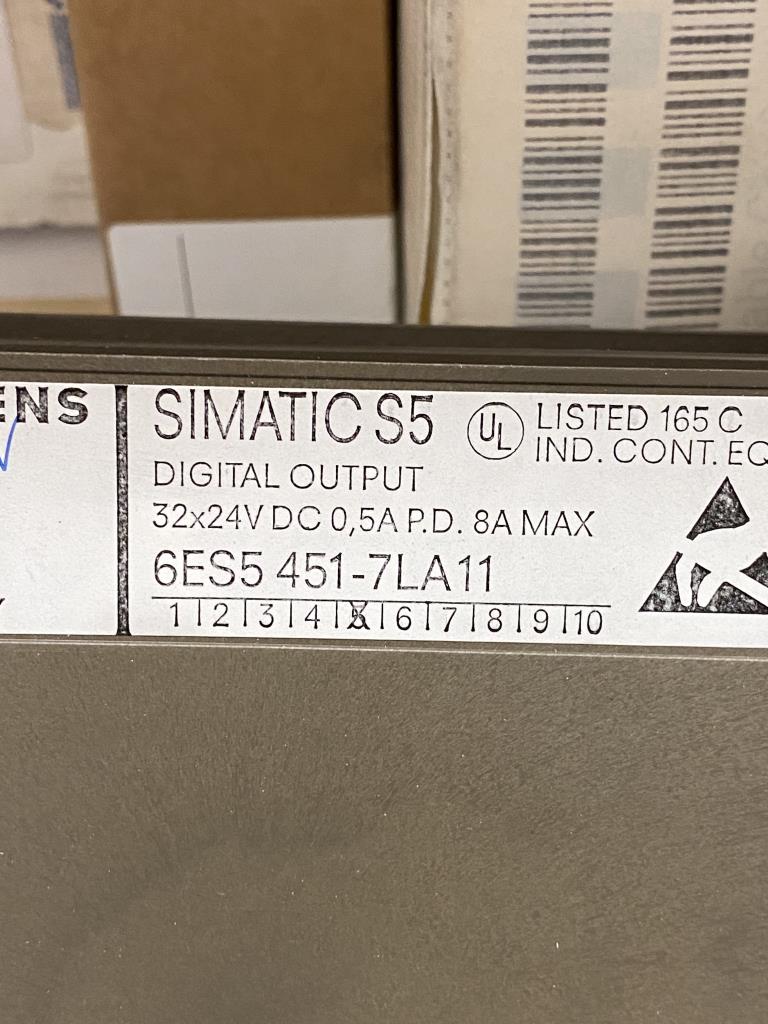 ENS
SIMATIC S5
DIGITAL OUTPUT
32x24V DC 0,5A P.D. 8A MAX
6ES5 451-7LA11
1 | 2 | 3 | 4 | 5 | 6 | 7 | 8 | 9 | 10
UL
LISTED 165 C
IND. CONT. EQ